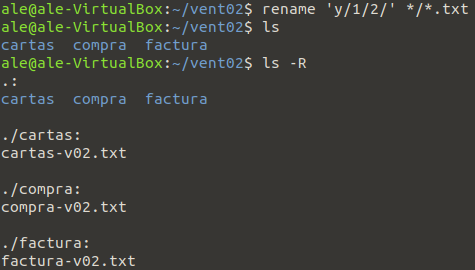 ale@ale-VirtualBox:~/vent02$ rename 'y/1/2/' */*.txt
ale@ale-VirtualBox:~/vent02$ ls
cartas  compra  factura
ale@ale-VirtualBox:~/vent02$ ls -R
.:
cartas  compra  factura

./cartas:
cartas-v02.txt

./compra:
compra-v02.txt

./factura:
factura-v02.txt